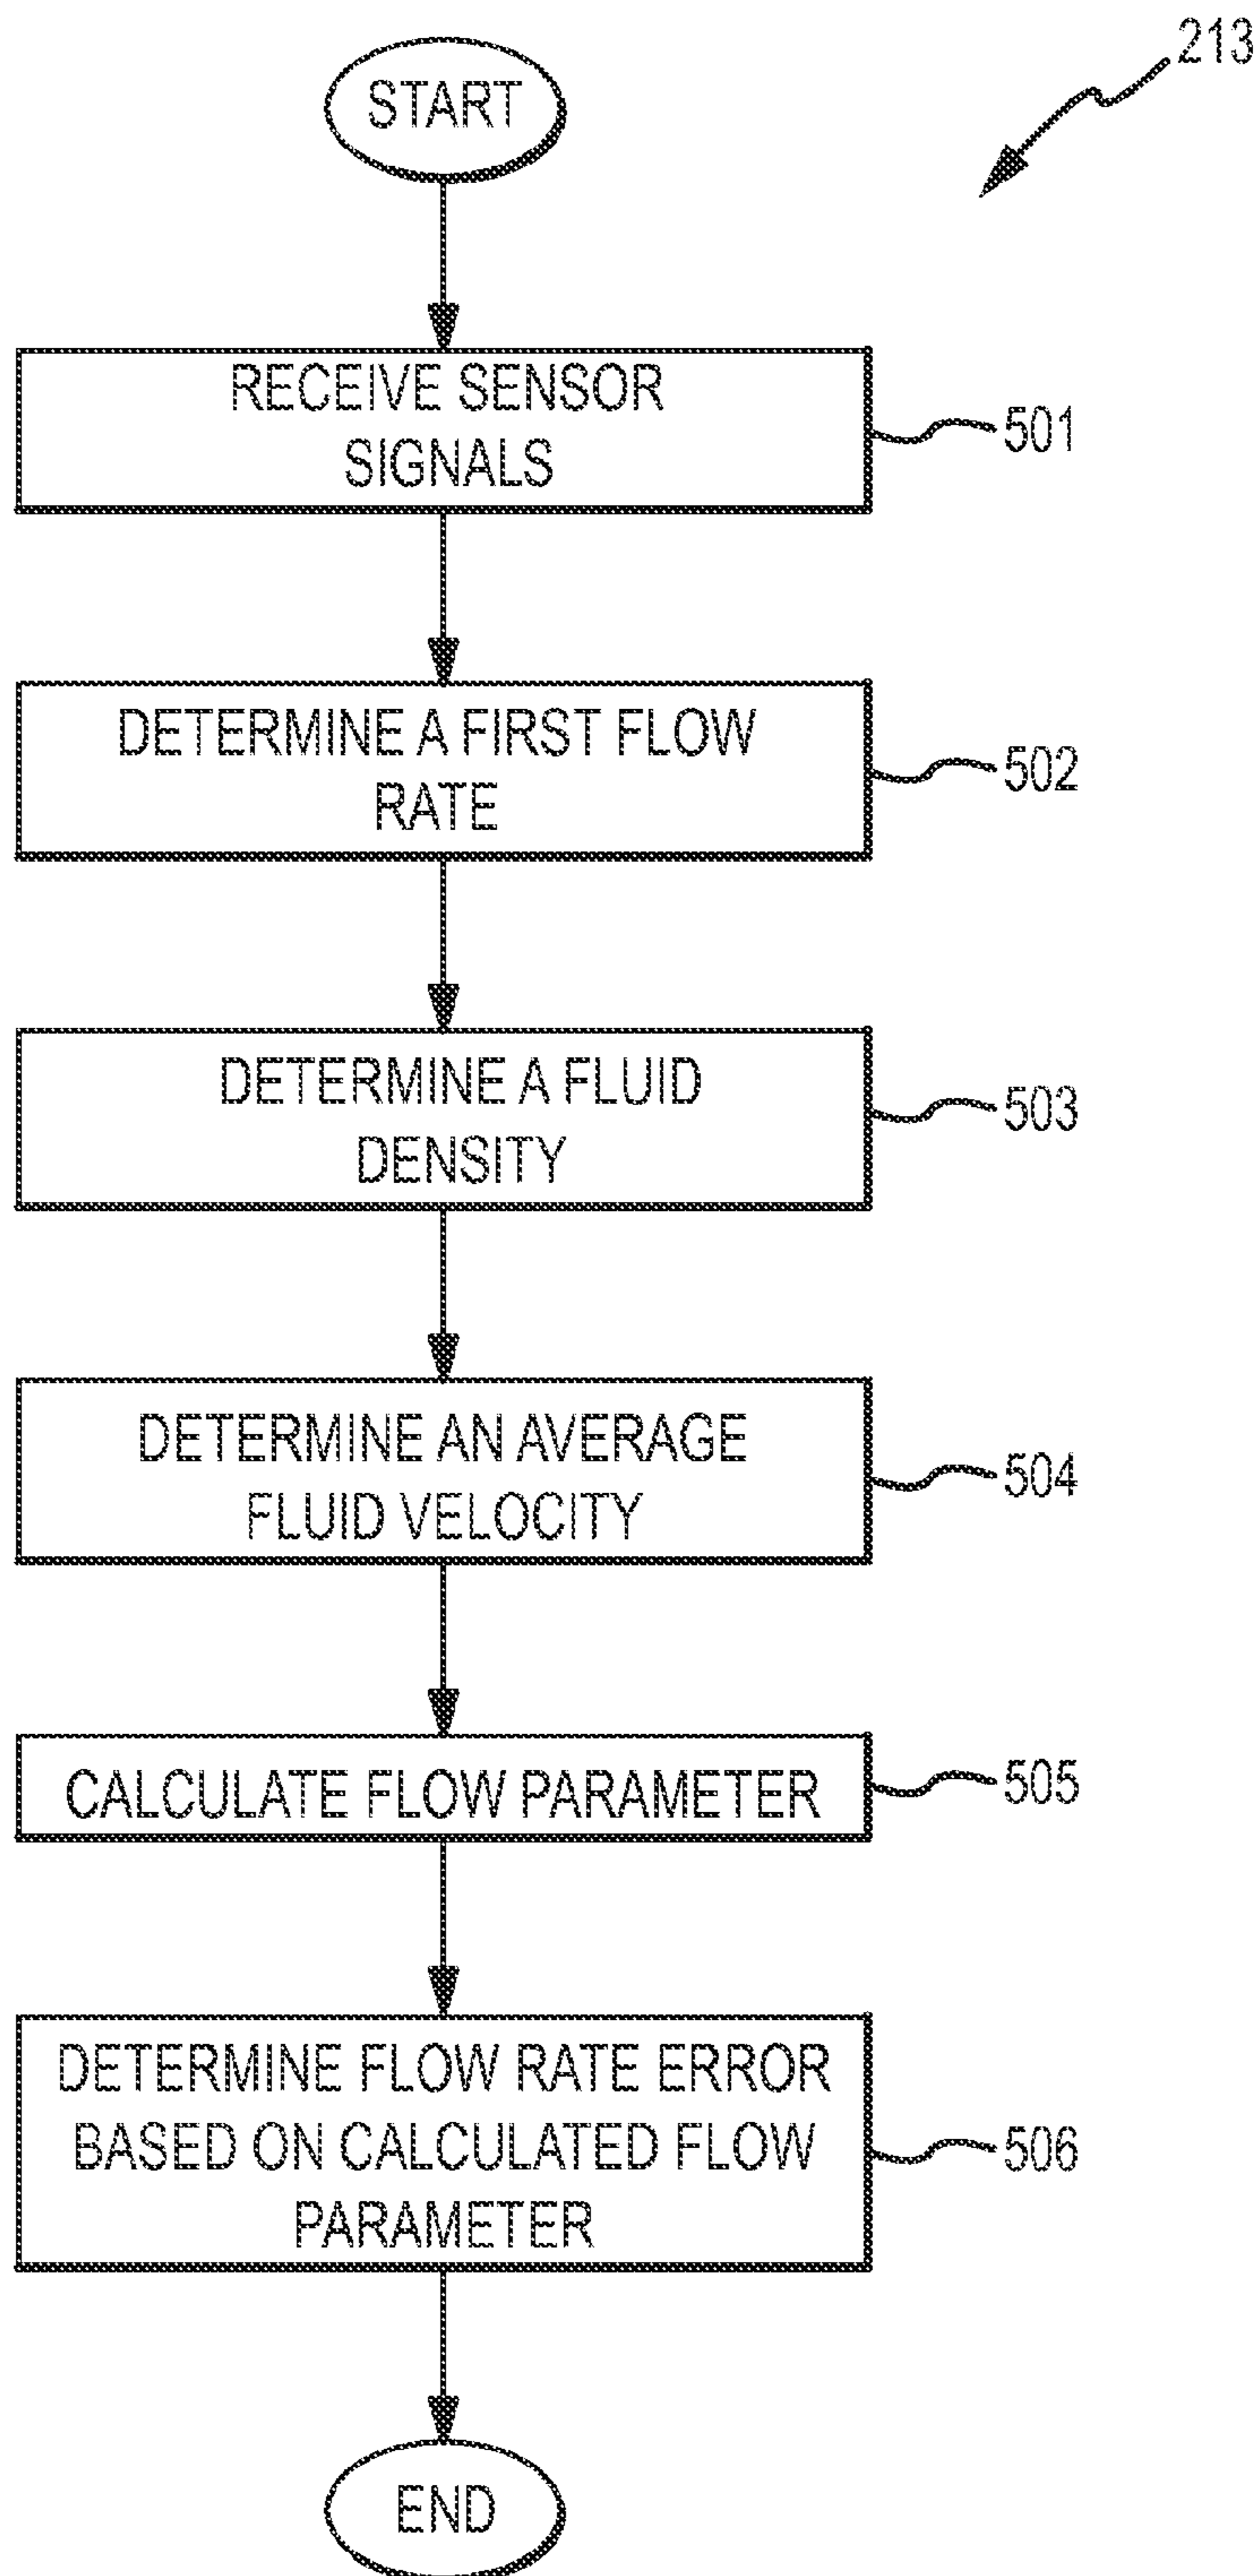 213
START
RECEIVE SENSOR
SIGNALS
501
DETERMINE A FIRST FLOW
RATE
502
DETERMINE A FLUID
DENSITY
503
DETERMINE AN AVERAGE
FLUID VELOCITY
504
CALCULATE FLOW PARAMETER
505
DETERMINE FLOW RATE ERROR
BASED ON CALCULATED FLOW
PARAMETER
506
END